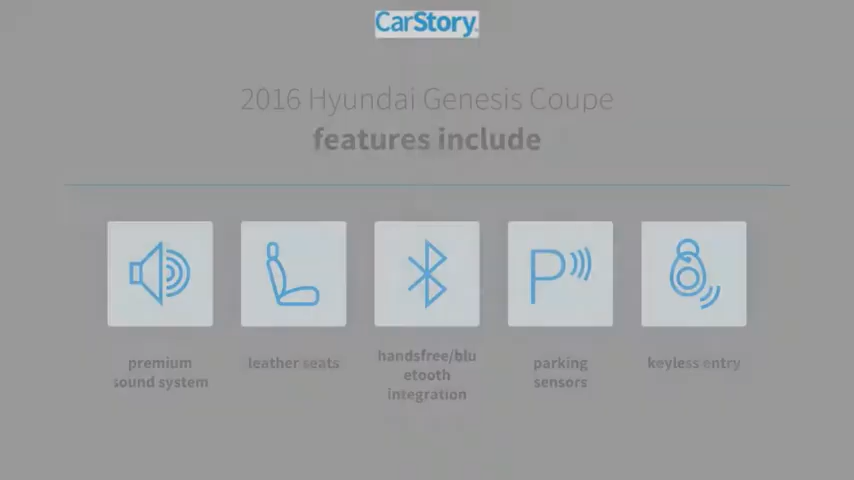 CarStory
2016 Hyundai Genesis Coupe
features include
P
premium
sound system
leather seats
handsfree/blu
etooth
integration
parking
sensors
keyless entry